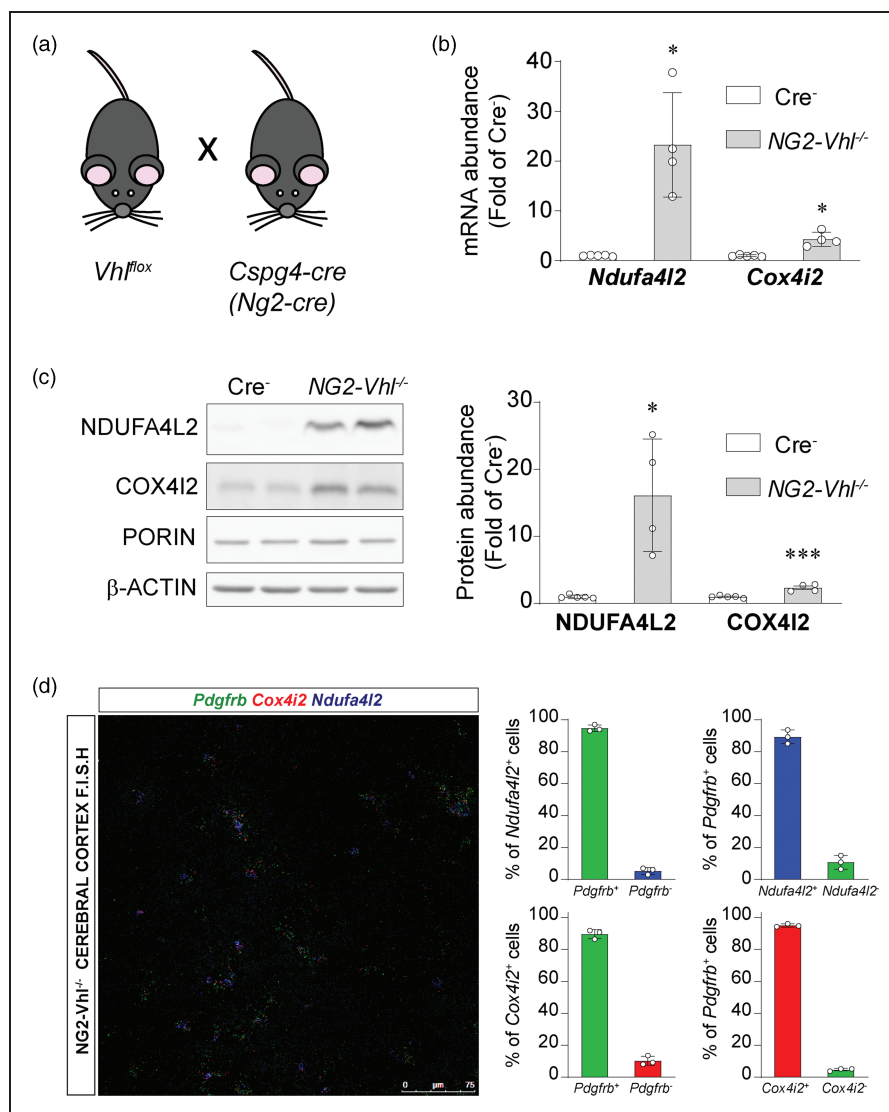 (a)
X
Vhl^flox
Cspg4-cre
(Ng2-cre)
(b)
mRNA abundance
(Fold of Cre⁻)
40
30
20
10
0
*
*
Cre⁻
NG2-Vhl⁻/⁻
Ndufa4l2
Cox4i2
(c)
Cre⁻ NG2-Vhl⁻/⁻
NDUFA4L2
COX4I2
PORIN
β-ACTIN
Protein abundance
(Fold of Cre⁻)
30
20
10
0
*
***
Cre⁻
NG2-Vhl⁻/⁻
NDUFA4L2
COX4I2
(d)
Pdgfrb Cox4i2 Ndufa4l2
NG2-Vhl⁻/⁻ CEREBRAL CORTEX F.I.S.H
0 µm 75
% of Ndufa4l2⁺ cells
100
80
60
40
20
0
Pdgfrb⁺ Pdgfrb⁻
% of Pdgfrb⁺ cells
100
80
60
40
20
0
Ndufa4l2⁺ Ndufa4l2⁻
% of Cox4i2⁺ cells
100
80
60
40
20
0
Pdgfrb⁺ Pdgfrb⁻
% of Pdgfrb⁺ cells
100
80
60
40
20
0
Cox4i2⁺ Cox4i2⁻